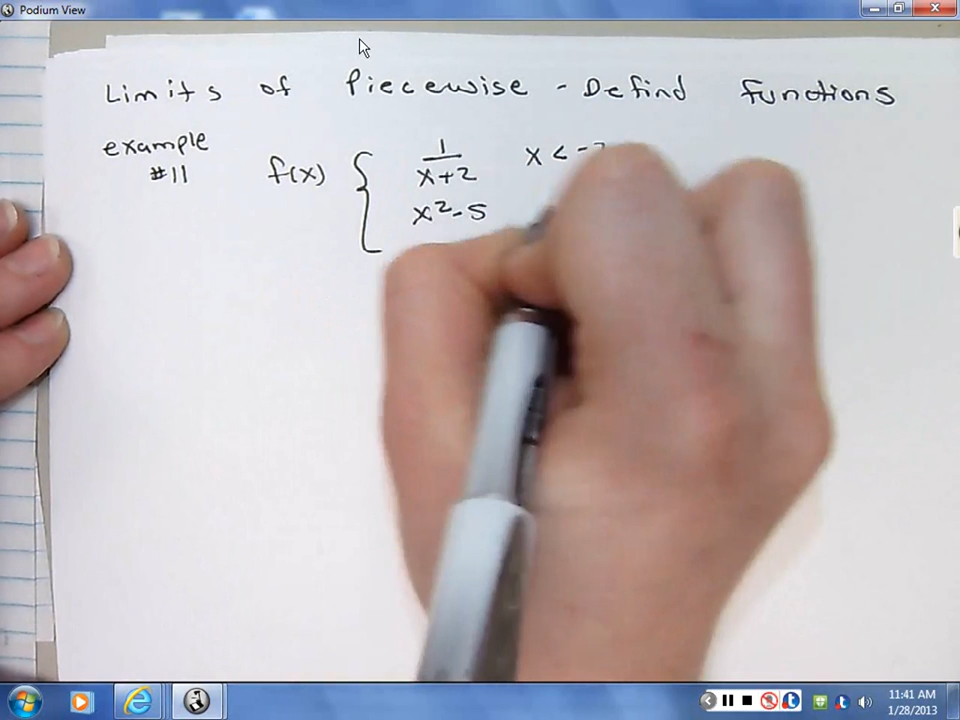 Podium View
Limits of Piecewise - Defind Functions
example
#11
f(x) { 1/x+2 x < -2
x²-5
11:41 AM
1/28/2013